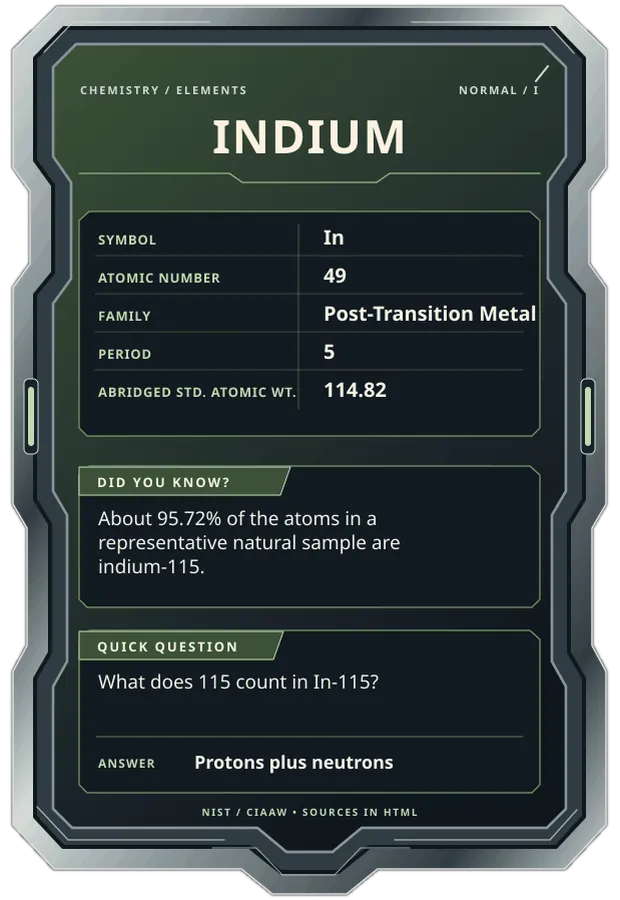 CHEMISTRY / ELEMENTS
NORMAL / I
INDIUM
SYMBOL In
ATOMIC NUMBER 49
FAMILY Post-Transition Metal
PERIOD 5
ABRIDGED STD. ATOMIC WT. 114.82
DID YOU KNOW?
About 95.72% of the atoms in a
representative natural sample are
indium-115.
QUICK QUESTION
What does 115 count in In-115?
ANSWER Protons plus neutrons
NIST / CIAAW • SOURCES IN HTML